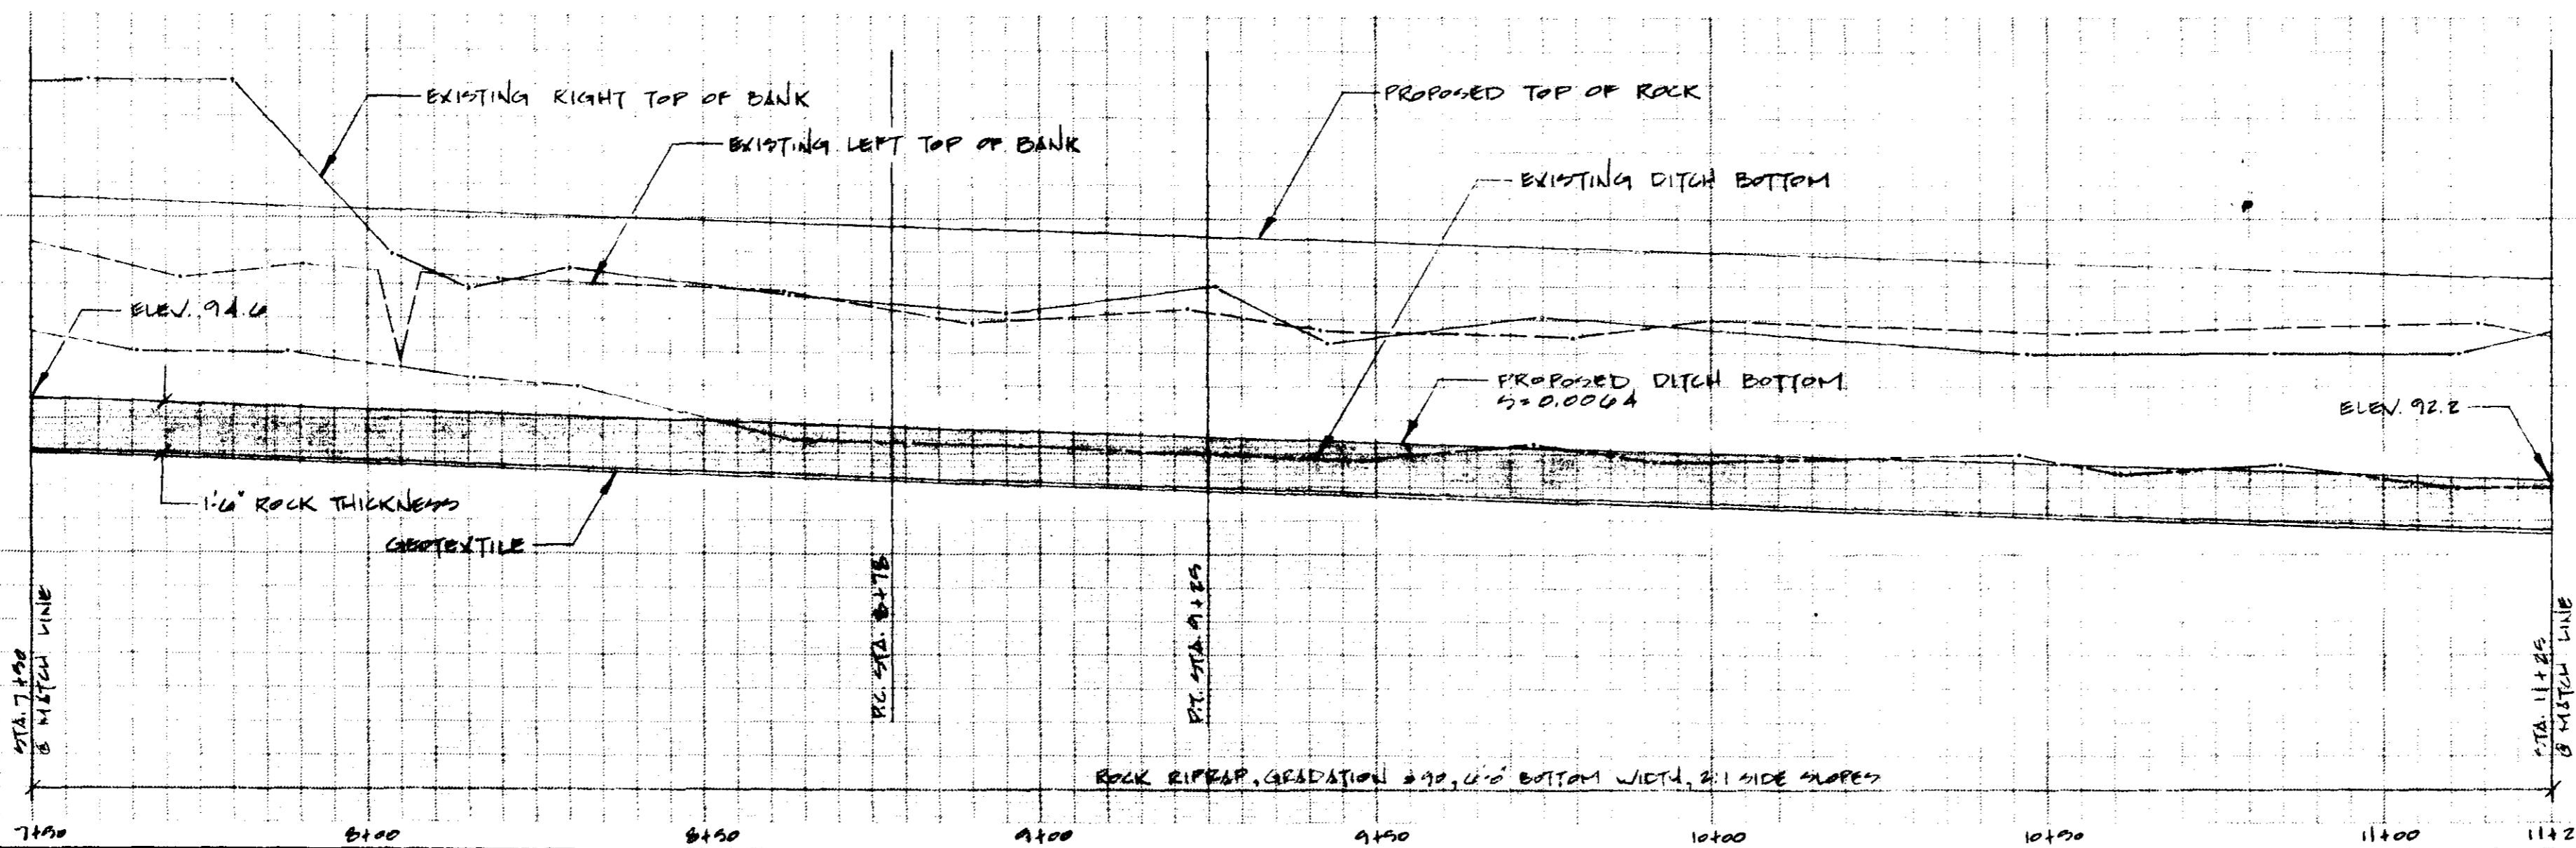 EXISTING RIGHT TOP OF BANK
EXISTING LEFT TOP OF BANK
PROPOSED TOP OF ROCK
EXISTING DITCH BOTTOM
ELEV. 94.6
PROPOSED DITCH BOTTOM
S=0.0064
ELEV. 92.2
1'-6" ROCK THICKNESS
GEOTEXTILE
P.C. STA. 8+78
P.T. STA. 9+25
STA. 7+50
@ MATCH LINE
STA. 11+25
@ MATCH LINE
ROCK RIPRAP, GRADATION #90, 6'-0" BOTTOM WIDTH, 2:1 SIDE SLOPES
7+50 8+00 8+50 9+00 9+50 10+00 10+50 11+00 11+2